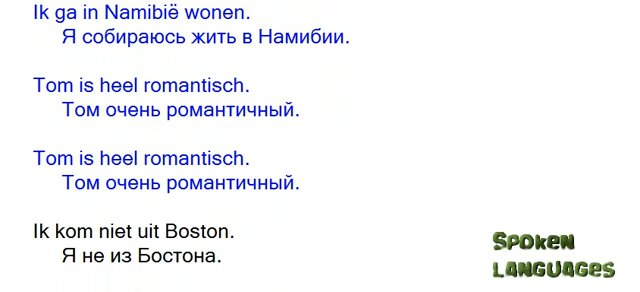 Ik ga in Namibië wonen.
Я собираюсь жить в Намибии.
Tom is heel romantisch.
Том очень романтичный.
Tom is heel romantisch.
Том очень романтичный.
Ik kom niet uit Boston.
Я не из Бостона.
Spoken
Languages